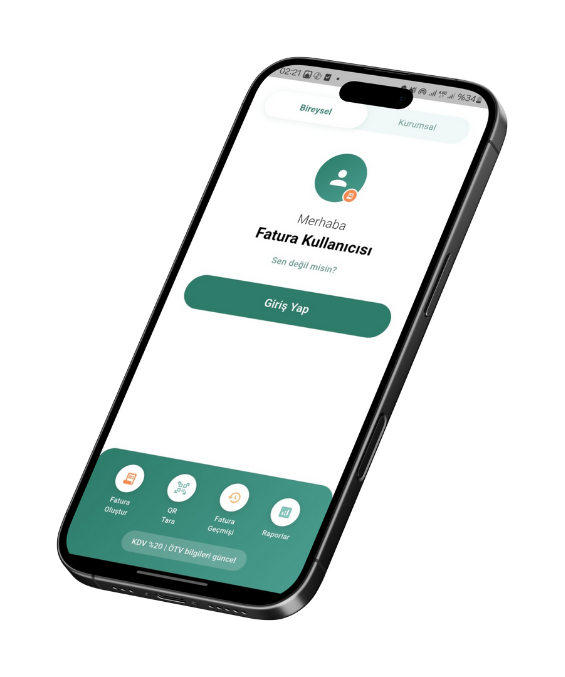 02:21
%34
Bireysel
Kurumsal
Merhaba
Fatura Kullanıcısı
Sen değil misin?
Giriş Yap
Fatura
Oluştur
QR
Tara
Fatura
Geçmişi
Raporlar
KDV %20 | ÖTV bilgileri güncel